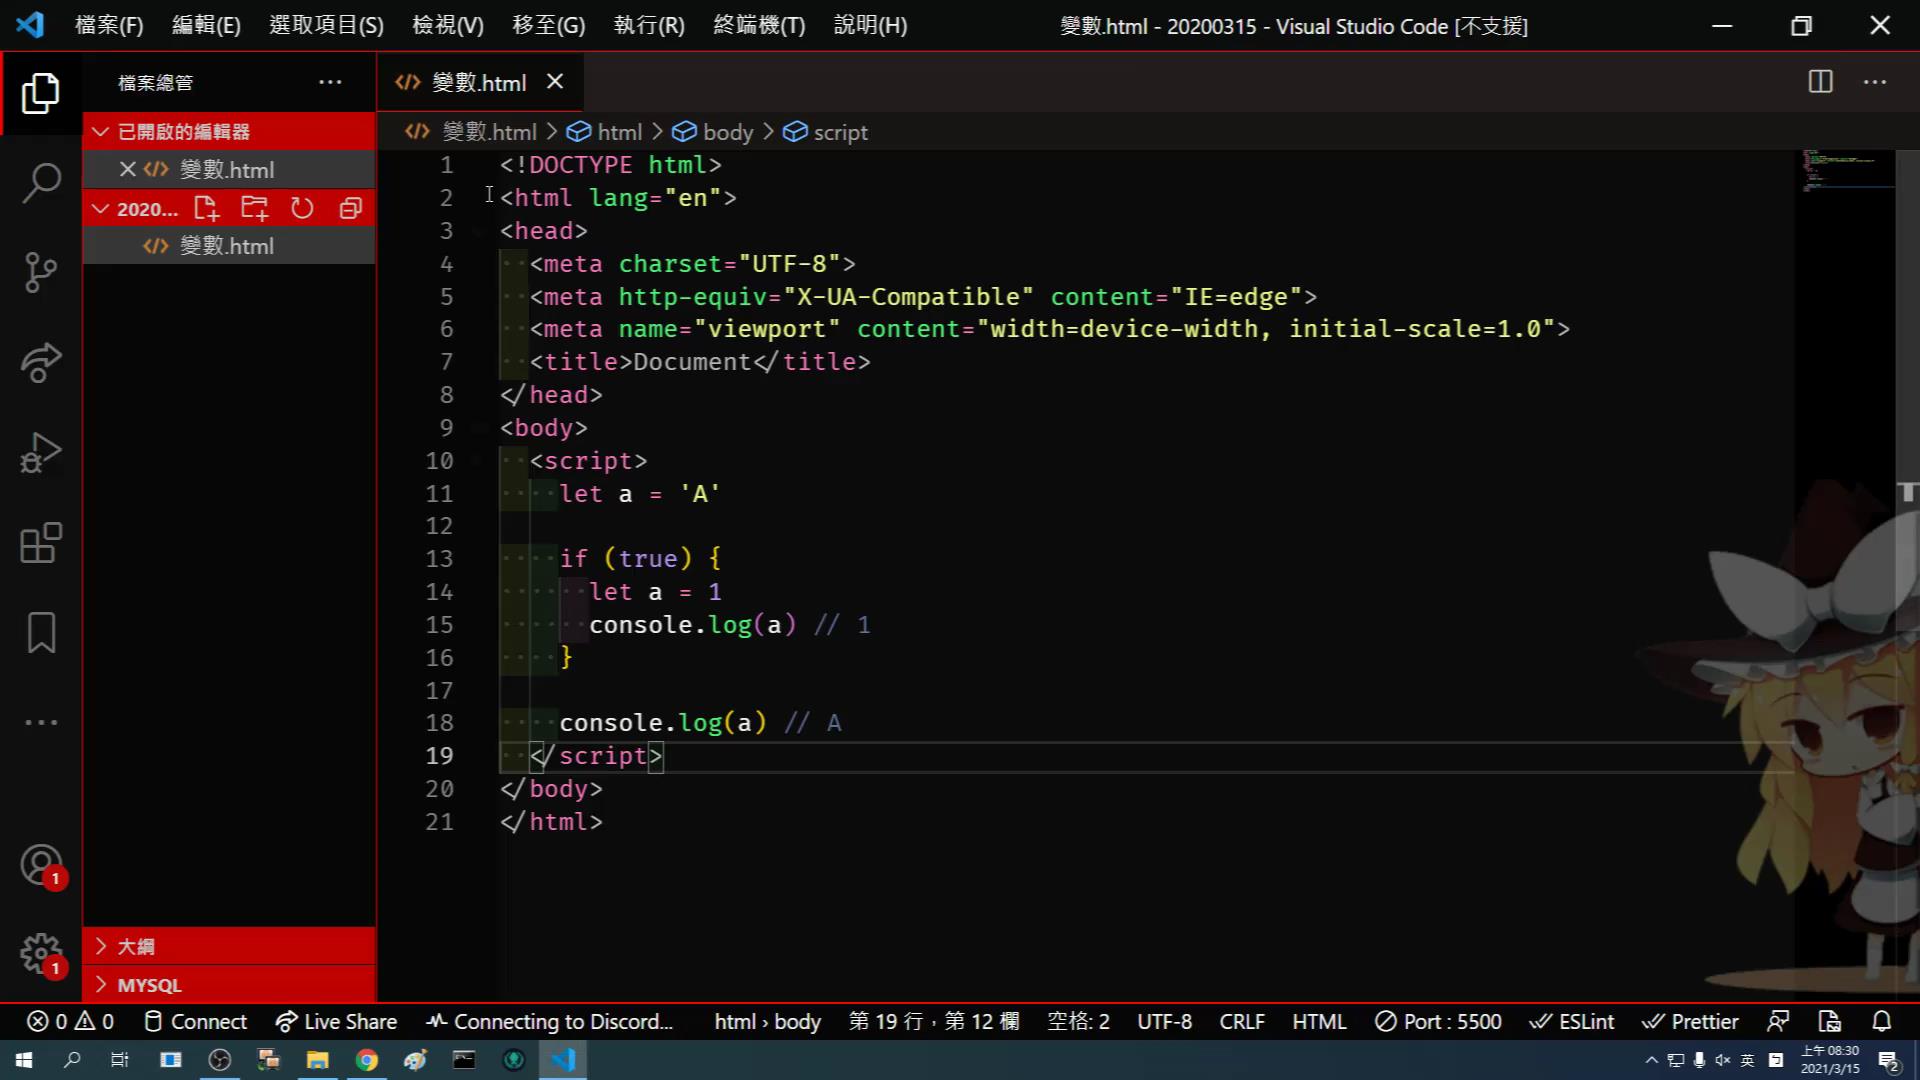 檔案(F) 編輯(E) 選取項目(S) 檢視(V) 移至(G) 執行(R) 終端機(T) 說明(H) 變數.html - 20200315 - Visual Studio Code [不支援]
檔案總管 ···
已開啟的編輯器
變數.html
2020...
變數.html
大綱
MYSQL
變數.html
變數.html > html > body > script
1 <!DOCTYPE html>
2 <html lang="en">
3 <head>
4 <meta charset="UTF-8">
5 <meta http-equiv="X-UA-Compatible" content="IE=edge">
6 <meta name="viewport" content="width=device-width, initial-scale=1.0">
7 <title>Document</title>
8 </head>
9 <body>
10 <script>
11 let a = 'A'
12
13 if (true) {
14 let a = 1
15 console.log(a) // 1
16 }
17
18 console.log(a) // A
19 </script>
20 </body>
21 </html>
1
1
0 0 Connect Live Share Connecting to Discord... html › body 第 19 行，第 12 欄 空格: 2 UTF-8 CRLF HTML Port : 5500 ESLint Prettier
英 上午 08:30
2021/3/15
2